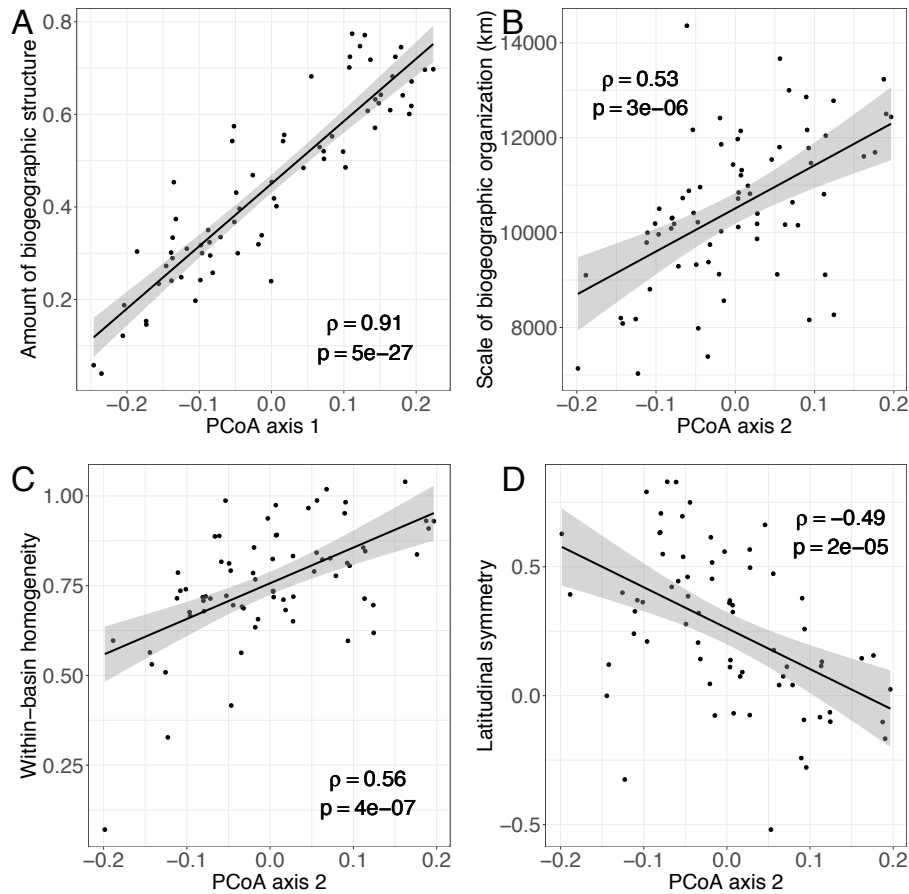 A
Amount of biogeographic structure
0.8
0.6
0.4
0.2
ρ = 0.91
p = 5e−27
−0.2
−0.1
0.0
0.1
0.2
PCoA axis 1
B
Scale of biogeographic organization (km)
14000
12000
10000
8000
ρ = 0.53
p = 3e−06
−0.2
−0.1
0.0
0.1
0.2
PCoA axis 2
C
Within−basin homogeneity
1.00
0.75
0.50
0.25
ρ = 0.56
p = 4e−07
−0.2
−0.1
0.0
0.1
0.2
PCoA axis 2
D
Latitudinal symmetry
0.5
0.0
−0.5
ρ = −0.49
p = 2e−05
−0.2
−0.1
0.0
0.1
0.2
PCoA axis 2